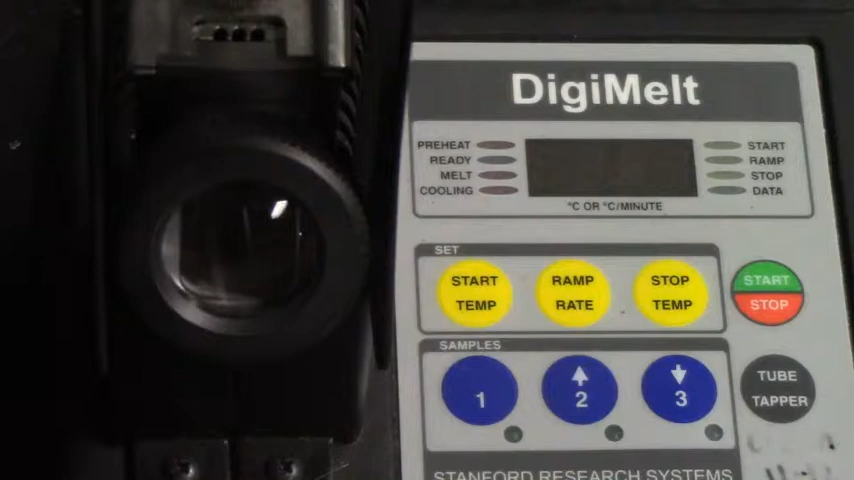 DigiMelt
PREHEAT
READY
MELT
COOLING
START
RAMP
STOP
DATA
°C OR °C/MINUTE
SET
START
TEMP
RAMP
RATE
STOP
TEMP
START
STOP
SAMPLES
1
2
3
TUBE
TAPPER
STANFORD RESEARCH SYSTEMS